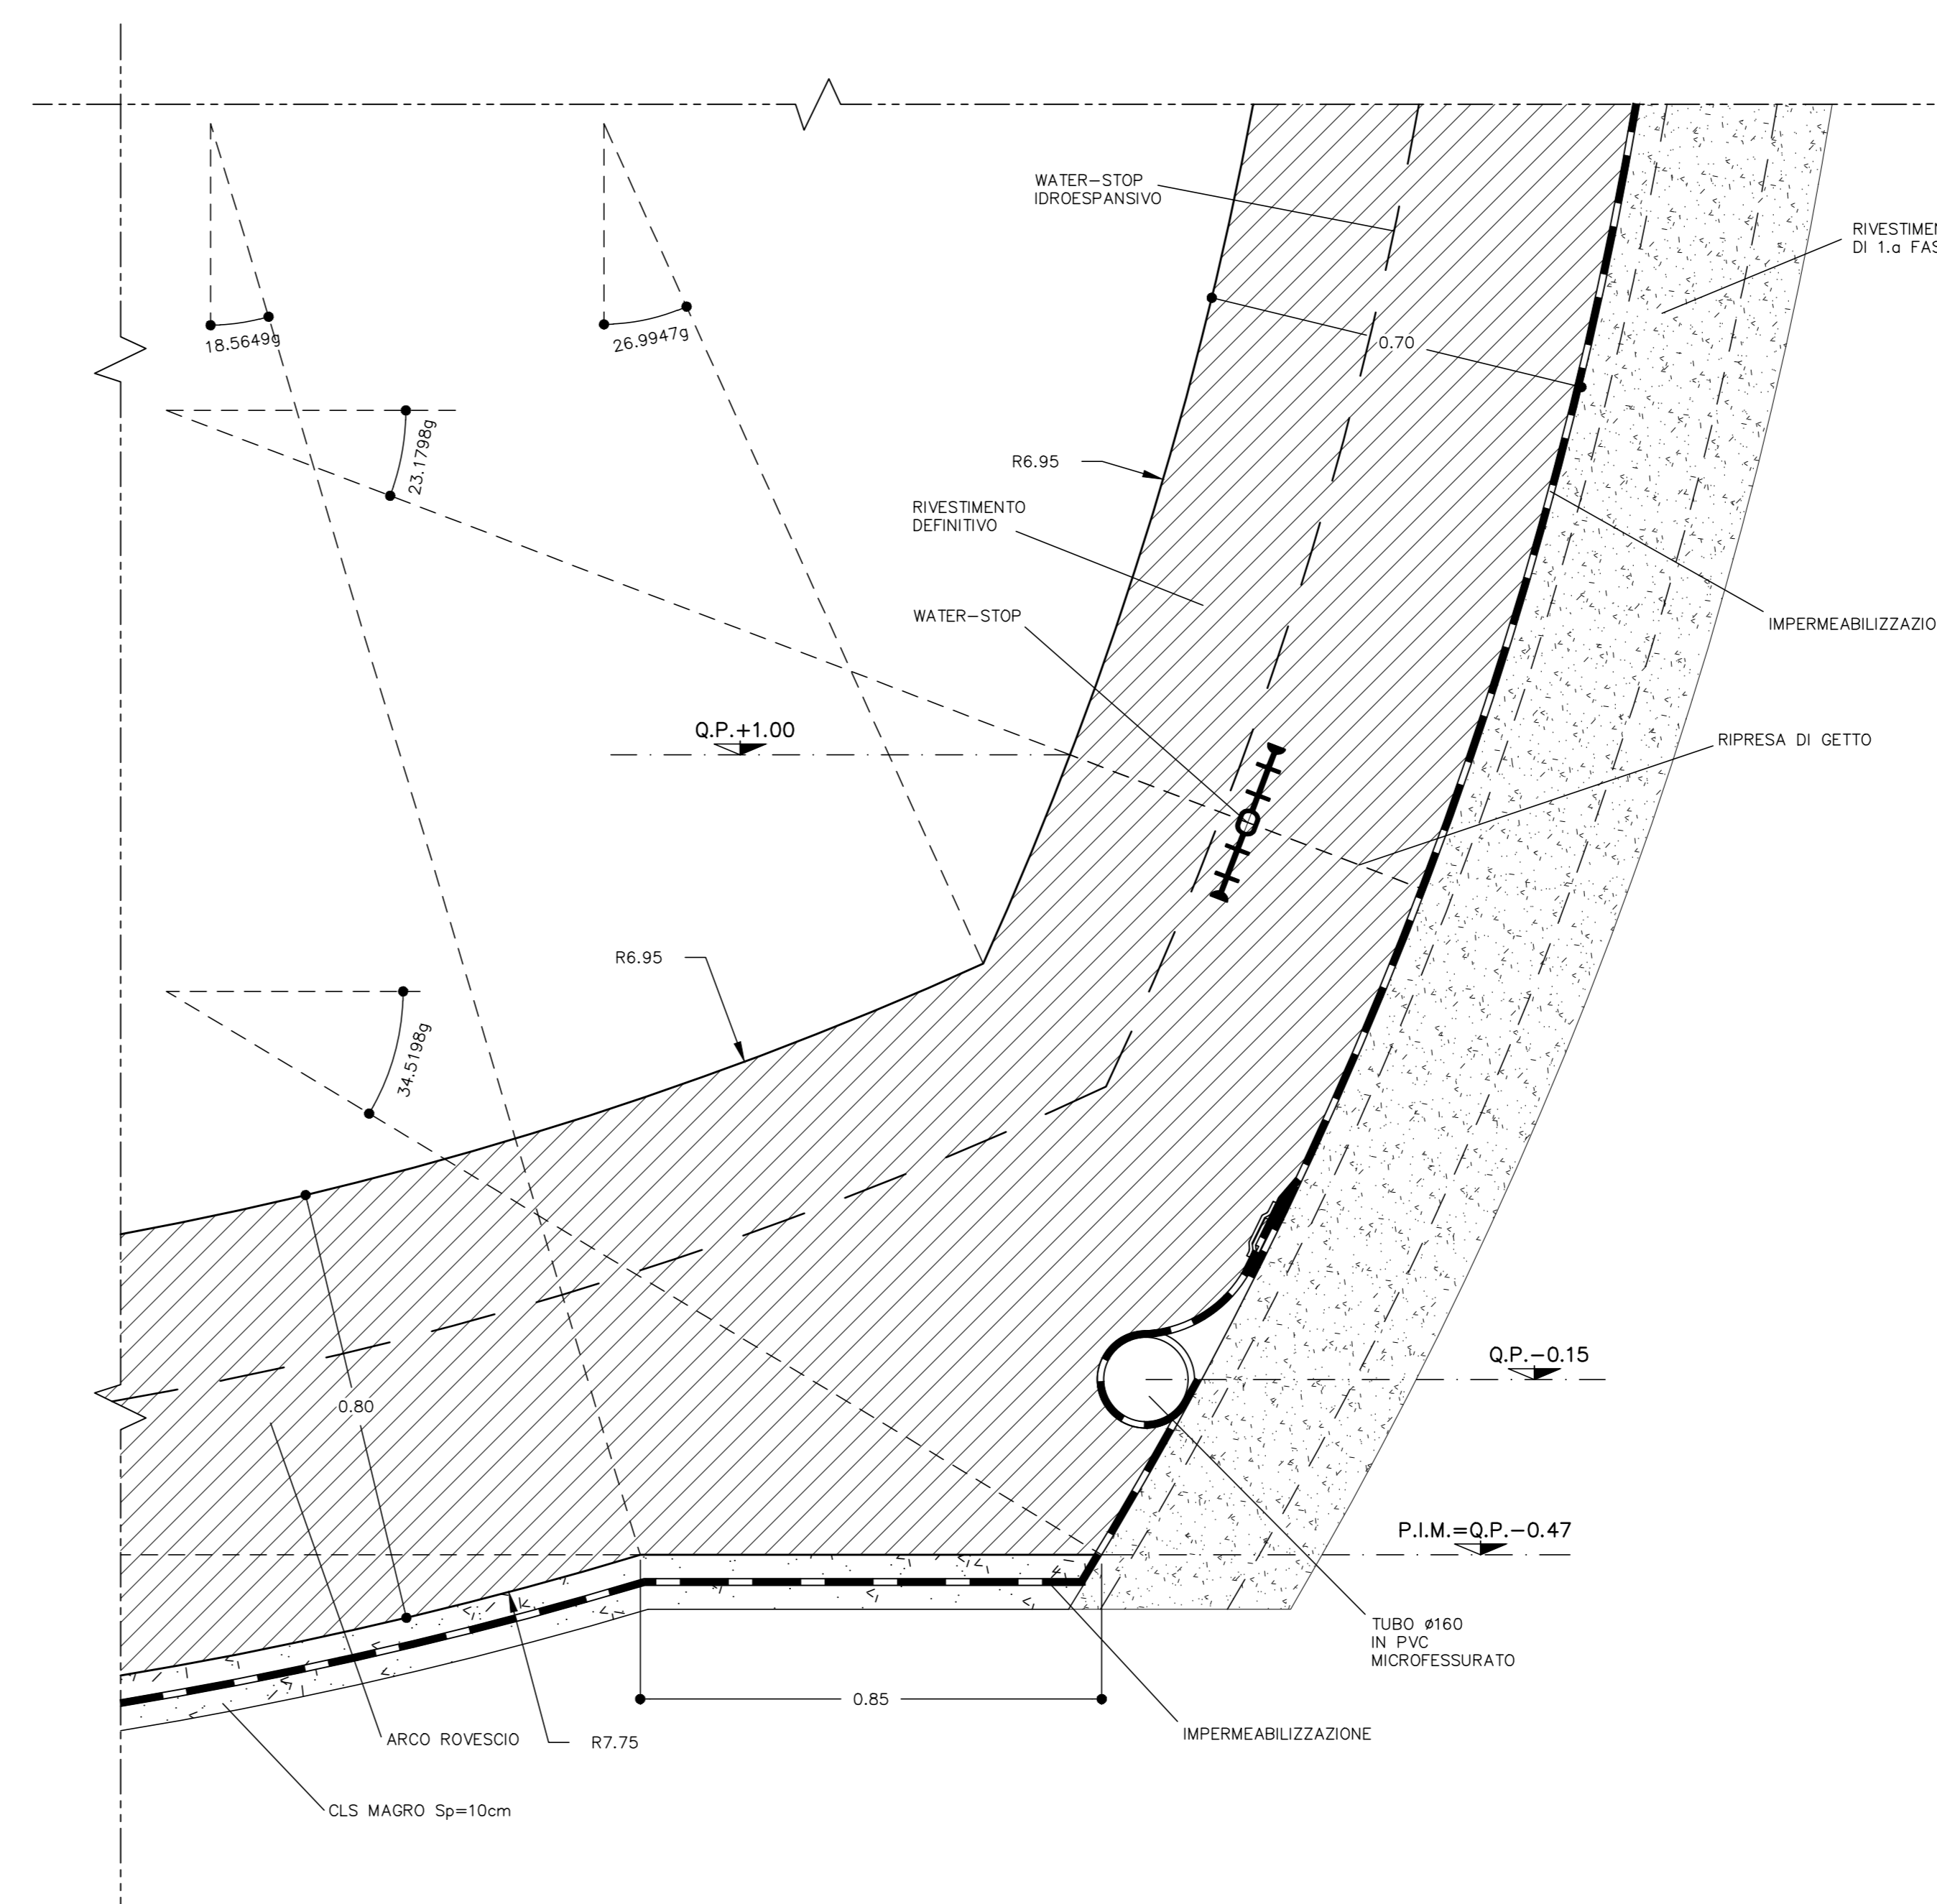 WATER-STOP
IDROESPANSIVO
RIVESTIME
DI 1.a FAS
18.5649g
26.9947g
0.70
23.1798g
R6.95
RIVESTIMENTO
DEFINITIVO
WATER-STOP
IMPERMEABILIZZAZIO
Q.P.+1.00
RIPRESA DI GETTO
R6.95
34.5198g
Q.P.-0.15
0.80
P.I.M.=Q.P.-0.47
TUBO ø160
IN PVC
MICROFESSURATO
0.85
IMPERMEABILIZZAZIONE
ARCO ROVESCIO
R7.75
CLS MAGRO Sp=10cm